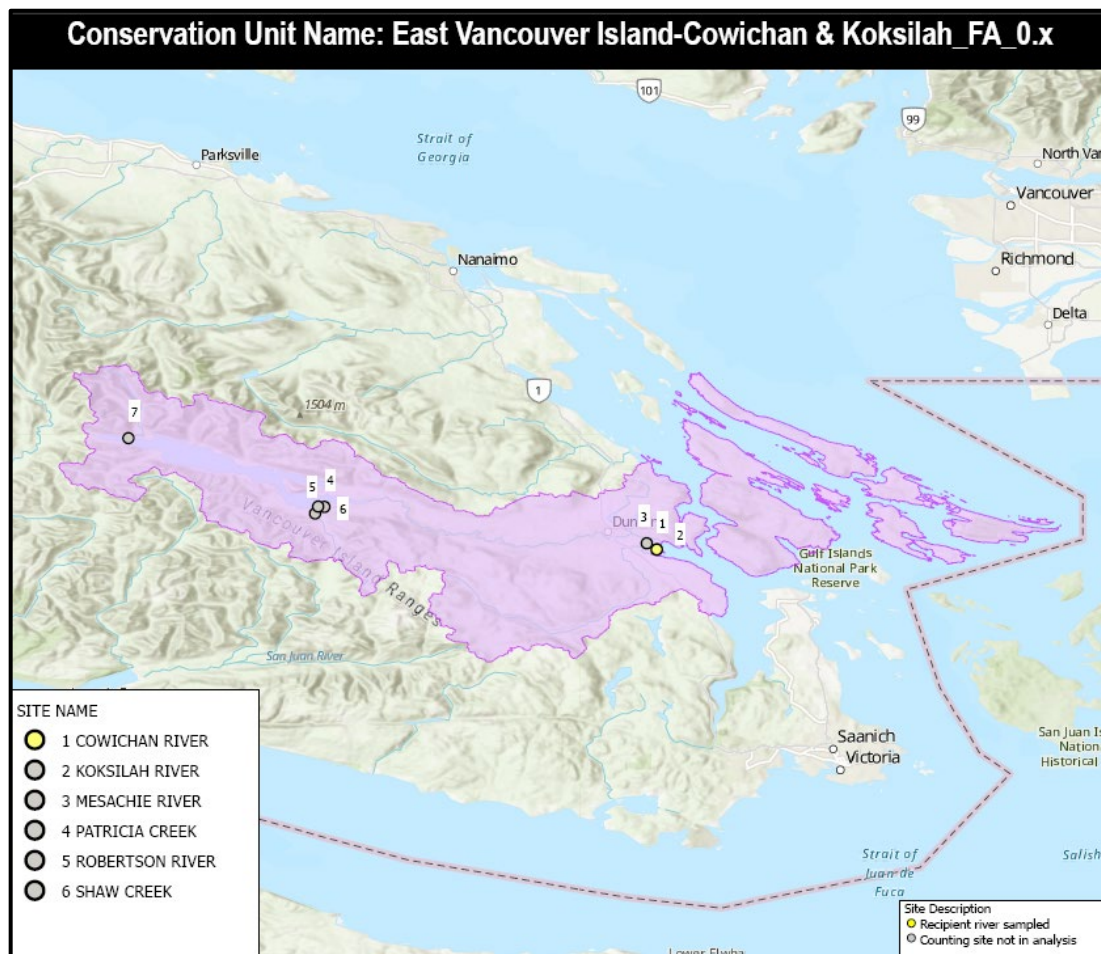 Conservation Unit Name: East Vancouver Island-Cowichan & Koksilah_FA_0.x
101
99
Strait of
Georgia
Parksville
North Van
Vancouver
Nanaimo
Richmond
Delta
1
1504 m
7
5 4
6
Vancouver Island Ranges
3 1
2
Gulf Islands
National Park
Reserve
San Juan River
SITE NAME
1 COWICHAN RIVER
2 KOKSILAH RIVER
3 MESACHIE RIVER
4 PATRICIA CREEK
5 ROBERTSON RIVER
6 SHAW CREEK
Saanich
Victoria
San Juan Is
Nation
Historical
Strait of
Juan de
Fuca
Salish
Site Description
Recipient river sampled
Counting site not in analysis
Lower Elwha